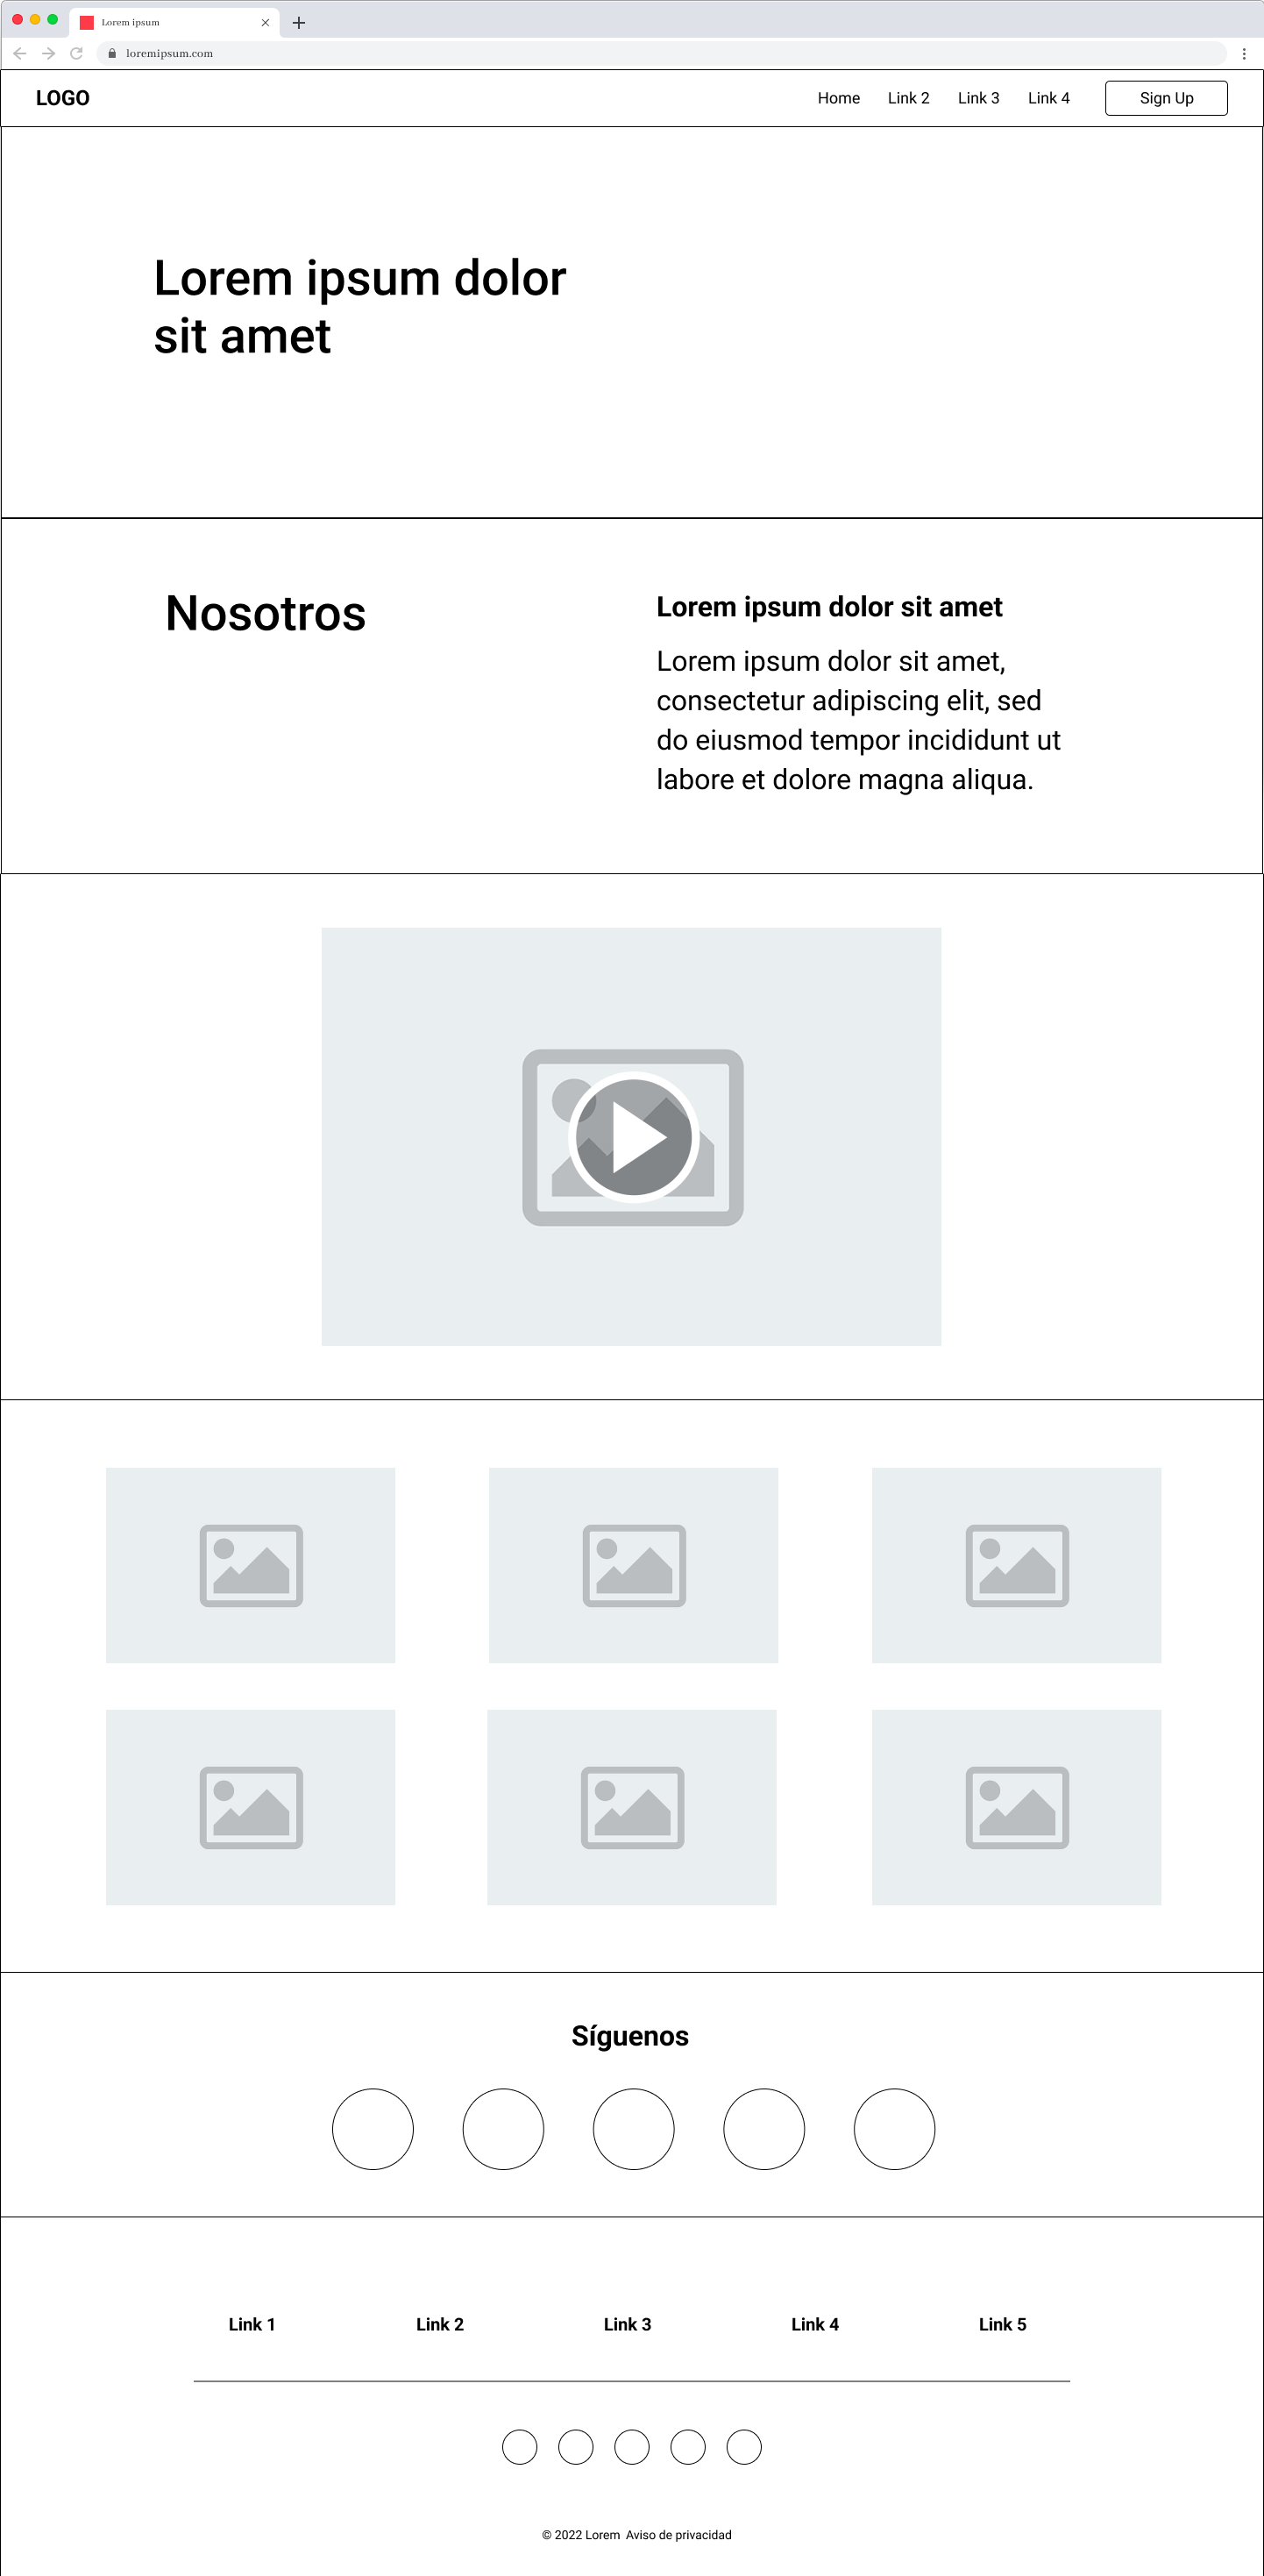 Lorem ipsum
loremipsum.com
LOGO
Home Link 2 Link 3 Link 4 Sign Up
Lorem ipsum dolor
sit amet
Nosotros
Lorem ipsum dolor sit amet
Lorem ipsum dolor sit amet,
consectetur adipiscing elit, sed
do eiusmod tempor incididunt ut
labore et dolore magna aliqua.
Síguenos
Link 1 Link 2 Link 3 Link 4 Link 5
© 2022 Lorem Aviso de privacidad